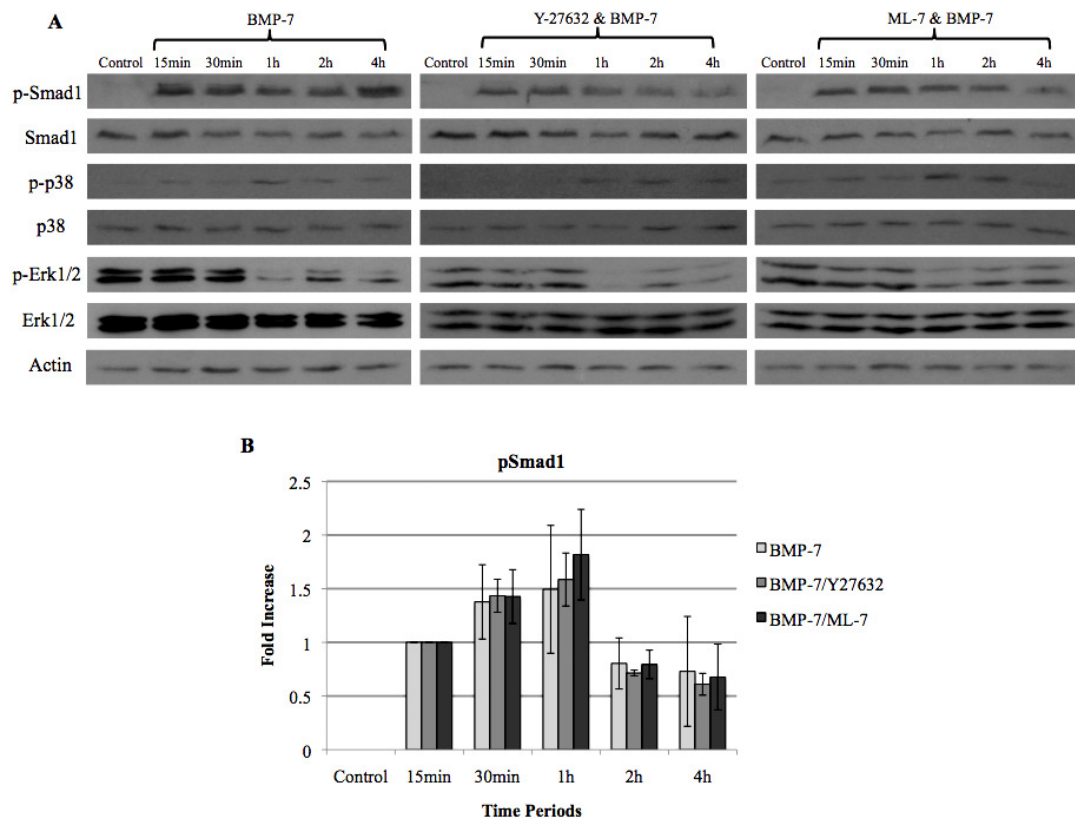 A
BMP-7
Y-27632 & BMP-7
ML-7 & BMP-7
Control 15min 30min 1h 2h 4h
Control 15min 30min 1h 2h 4h
Control 15min 30min 1h 2h 4h
p-Smad1
Smad1
p-p38
p38
p-Erk1/2
Erk1/2
Actin
B
pSmad1
2.5
2
1.5
1
0.5
0
Fold Increase
Control 15min 30min 1h 2h 4h
Time Periods
BMP-7
BMP-7/Y27632
BMP-7/ML-7